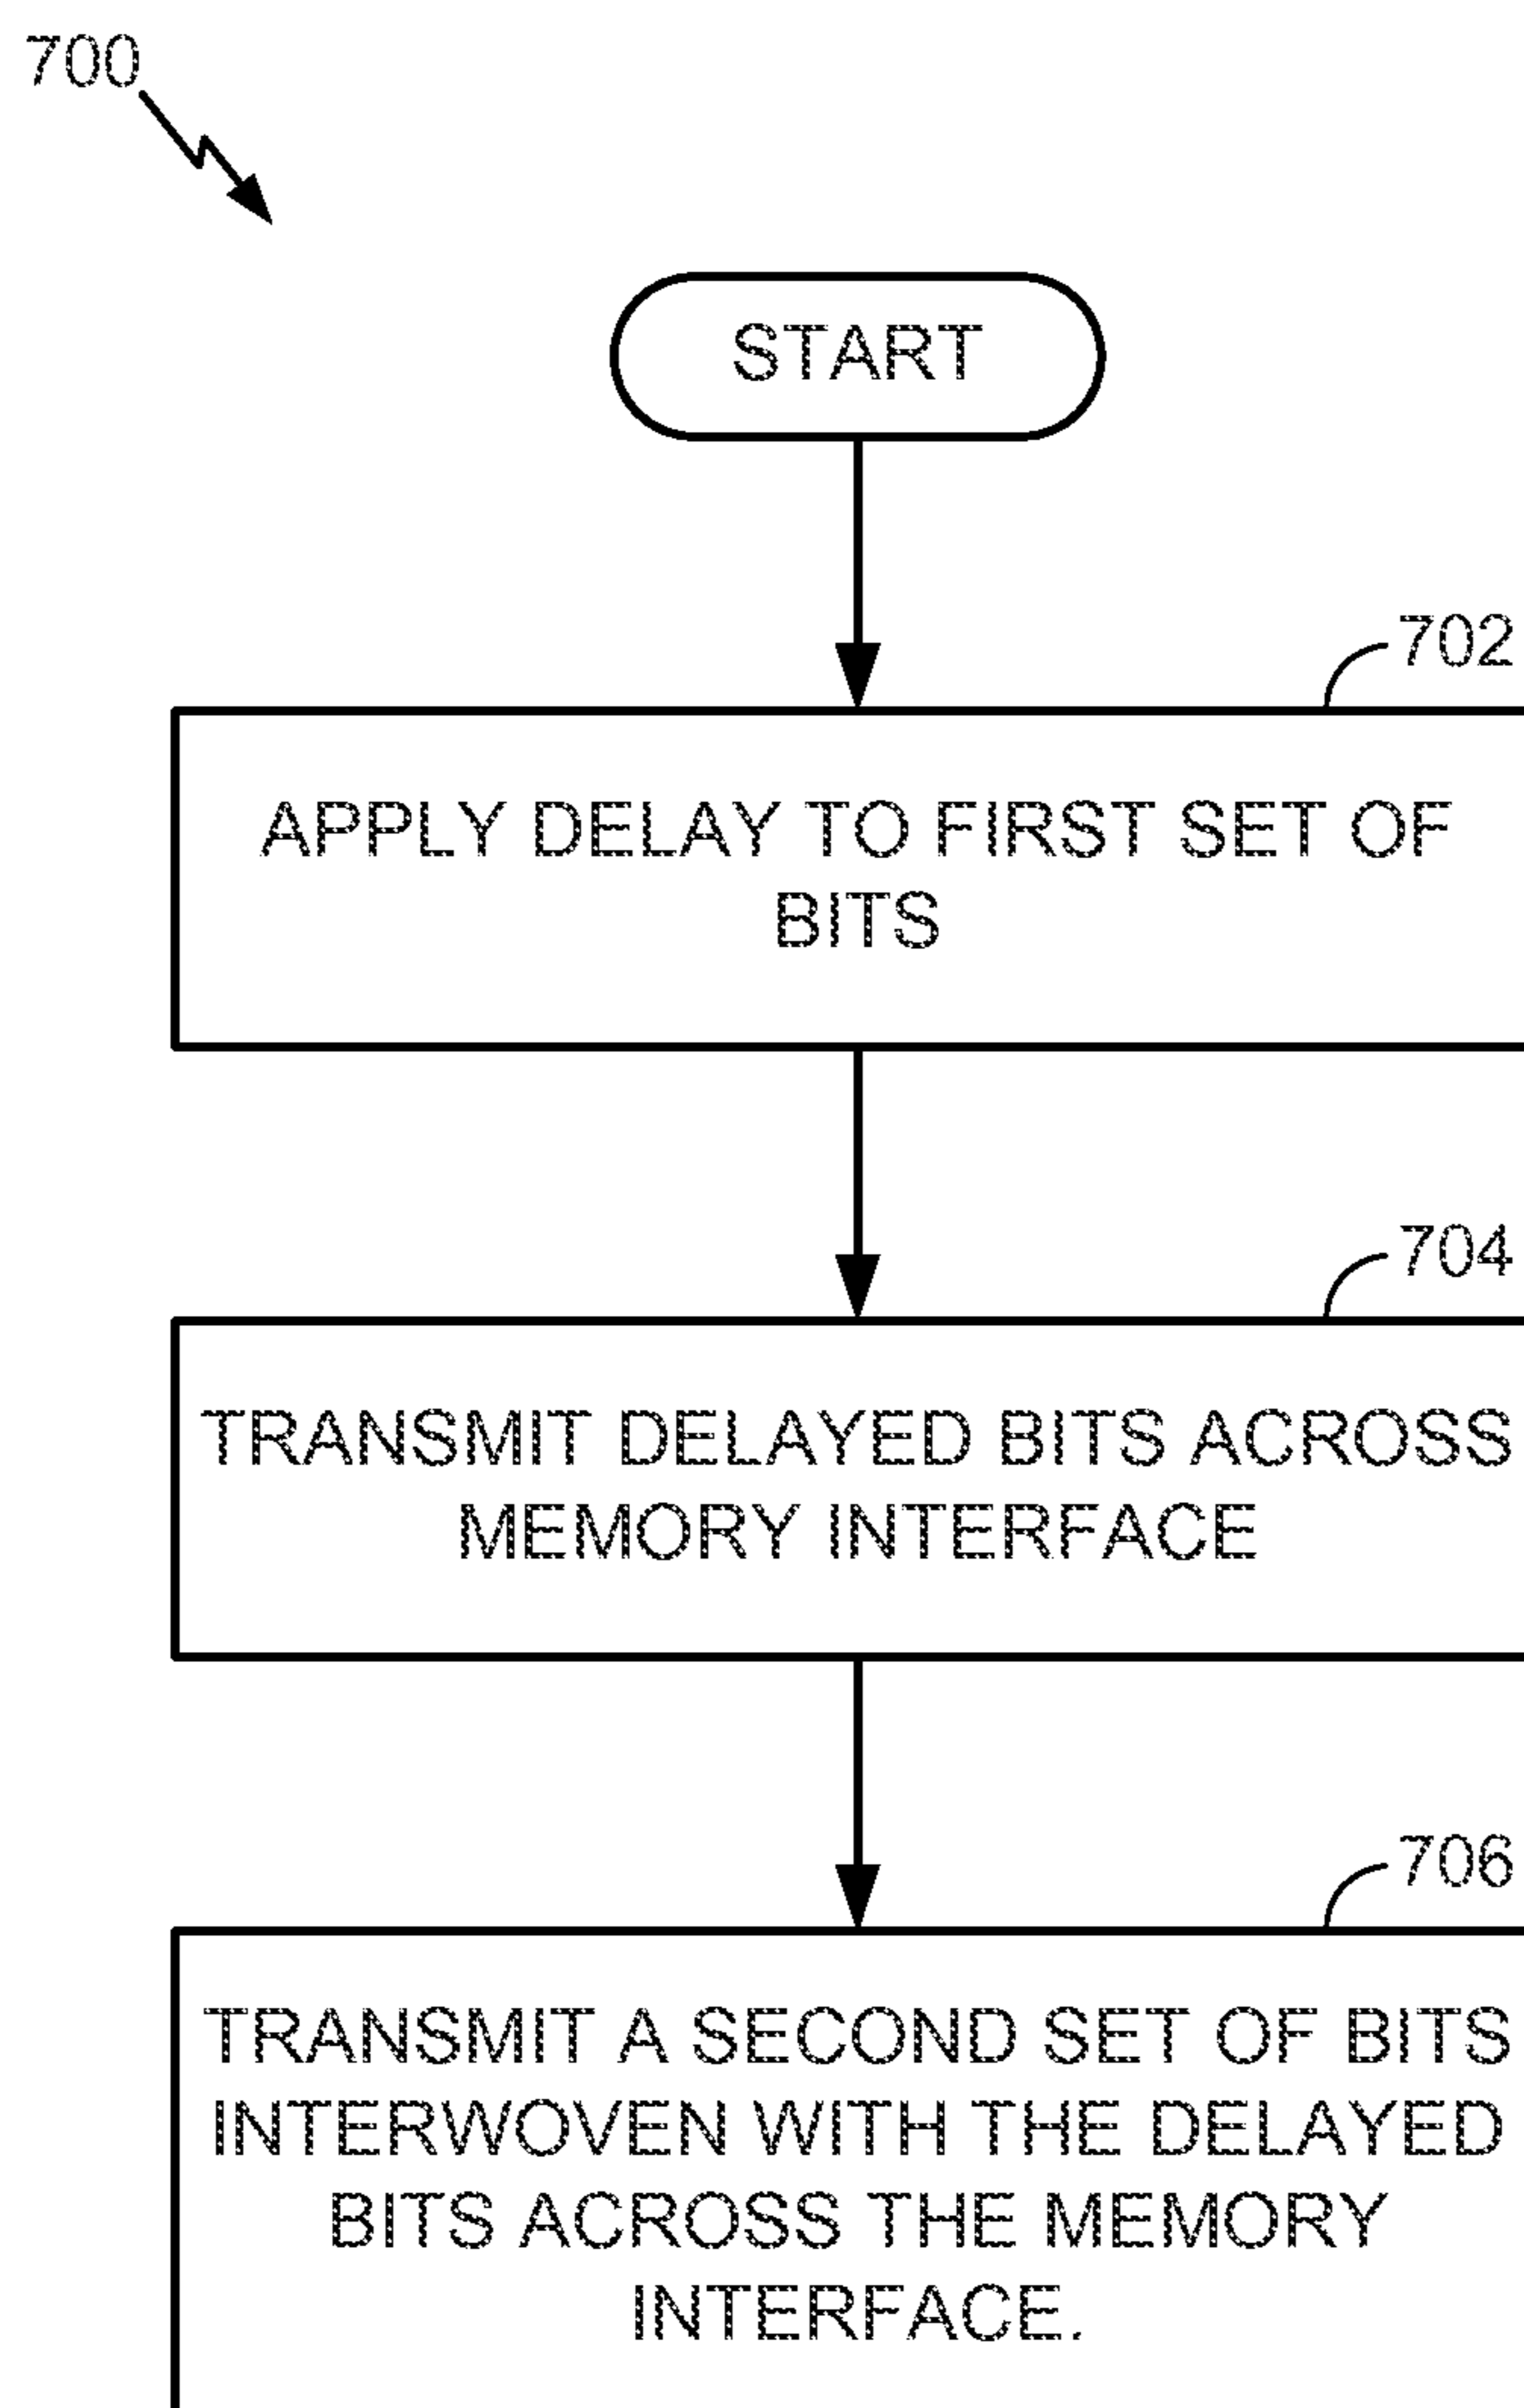 700
START
702
APPLY DELAY TO FIRST SET OF
BITS
704
TRANSMIT DELAYED BITS ACROSS
MEMORY INTERFACE
706
TRANSMIT A SECOND SET OF BITS
INTERWOVEN WITH THE DELAYED
BITS ACROSS THE MEMORY
INTERFACE.